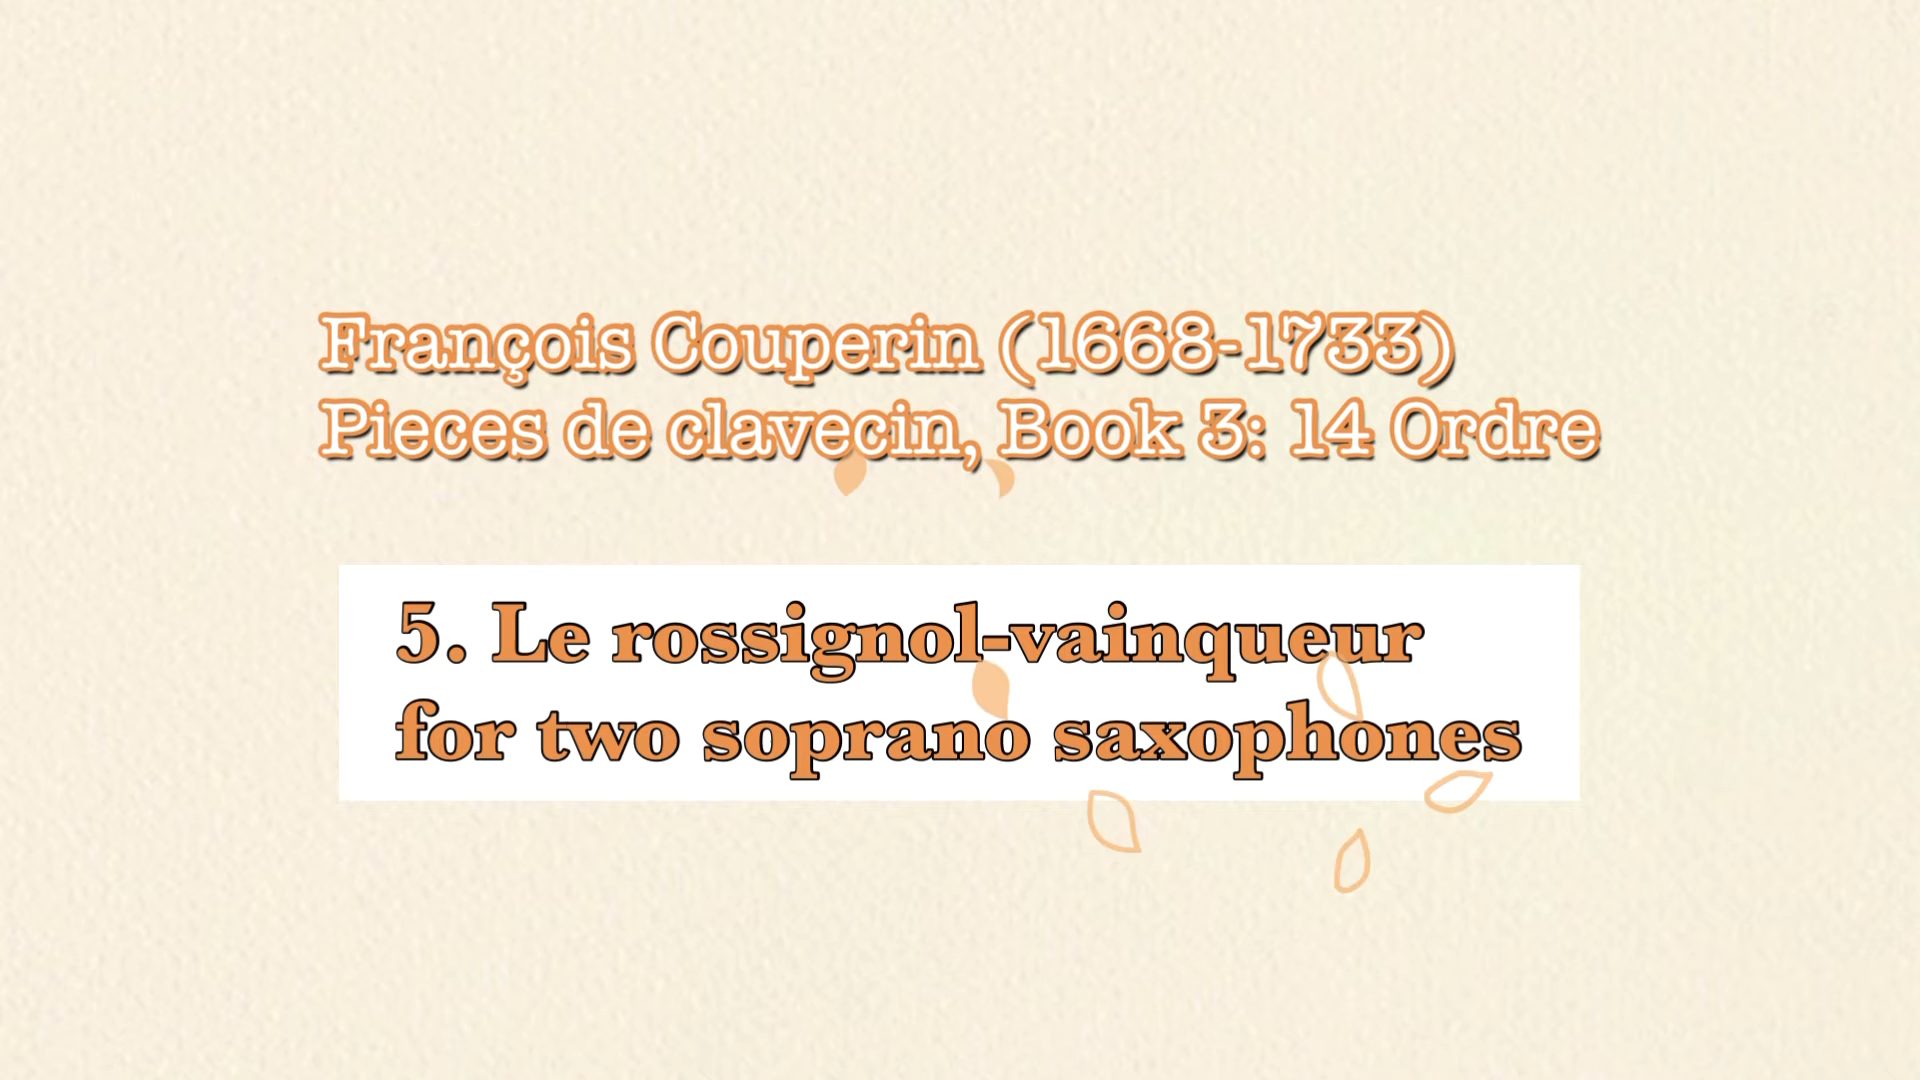 François Couperin (1668-1733)
Pieces de clavecin, Book 3: 14 Ordre
5. Le rossignol-vainqueur
for two soprano saxophones